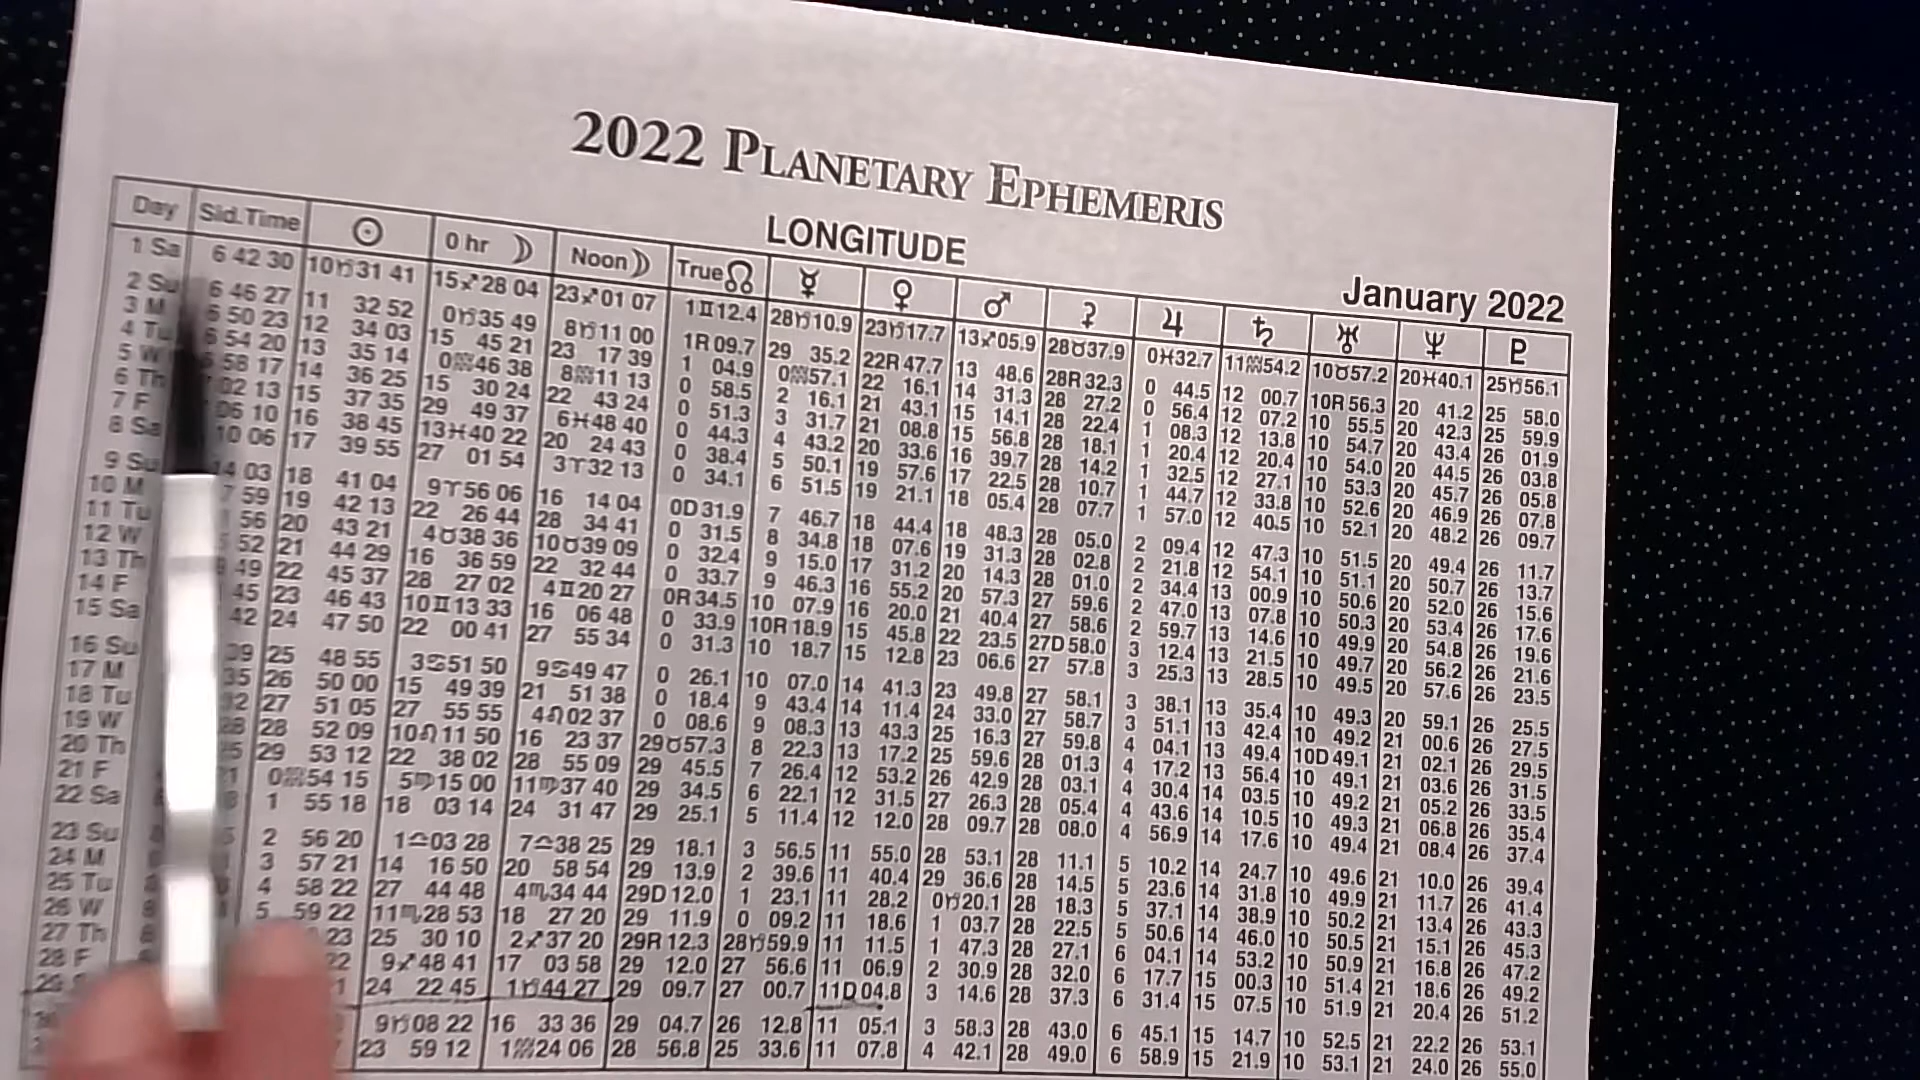 2022 PLANETARY EPHEMERIS
LONGITUDE
January 2022
Day Sid.Time ☉ 0 hr ☽ Noon☽ True☊ ☿ ♀ ♂ ⚳ ♃ ♄ ♅ ♆ ♇
1 Sa 6 42 30 10♑31 41 15♐28 04 23♐01 07 1♊12.4 28♑10.9 23♑17.7 13♐05.9 28♉37.9 0♓32.7 11♒54.2 10♉57.2 20♓40.1 25♑56.1
2 Su 6 46 27 11 32 52 0♑35 49 8♑11 00 1R09.7 29 35.2 22R47.7 13 48.6 28R32.3 0 44.5 12 00.7 10R56.3 20 41.2 25 58.0
3 M 6 50 23 12 34 03 15 45 21 23 17 39 1 04.9 0♒57.1 22 16.1 14 31.3 28 27.2 0 56.4 12 07.2 10 55.5 20 42.3 25 59.9
4 Tu 6 54 20 13 35 14 0♒46 38 8♒11 13 0 58.5 2 16.1 21 43.1 15 14.1 28 22.4 1 08.3 12 13.8 10 54.7 20 43.4 26 01.9
5 W 58 17 14 36 25 15 30 24 22 43 24 0 51.3 3 31.7 21 08.8 15 56.8 28 18.1 1 20.4 12 20.4 10 54.0 20 44.5 26 03.8
6 Th 02 13 15 37 35 29 49 37 6♓48 40 0 44.3 4 43.2 20 33.6 16 39.7 28 14.2 1 32.5 12 27.1 10 53.3 20 45.7 26 05.8
7 F 06 10 16 38 45 13♓40 22 20 24 43 0 38.4 5 50.1 19 57.6 17 22.5 28 10.7 1 44.7 12 33.8 10 52.6 20 46.9 26 07.8
8 Sa 10 06 17 39 55 27 01 54 3♈32 13 0 34.1 6 51.5 19 21.1 18 05.4 28 07.7 1 57.0 12 40.5 10 52.1 20 48.2 26 09.7
9 Su 14 03 18 41 04 9♈56 06 16 14 04 0D31.9 7 46.7 18 44.4 18 48.3 28 05.0 2 09.4 12 47.3 10 51.5 20 49.4 26 11.7
10 M 59 19 42 13 22 26 44 28 34 41 0 31.5 8 34.8 18 07.6 19 31.3 28 02.8 2 21.8 12 54.1 10 51.1 20 50.7 26 13.7
11 Tu 56 20 43 21 4♉38 36 10♉39 09 0 32.4 9 15.0 17 31.2 20 14.3 28 01.0 2 34.4 13 00.9 10 50.6 20 52.0 26 15.6
12 W 52 21 44 29 16 36 59 22 32 44 0 33.7 9 46.3 16 55.2 20 57.3 27 59.6 2 47.0 13 07.8 10 50.3 20 53.4 26 17.6
13 Th 49 22 45 37 28 27 02 4♊20 27 0R34.5 10 07.9 16 20.0 21 40.4 27 58.6 2 59.7 13 14.6 10 49.9 20 54.8 26 19.6
14 F 45 23 46 43 10♊13 33 16 06 48 0 33.9 10R18.9 15 45.8 22 23.5 27D58.0 3 12.4 13 21.5 10 49.7 20 56.2 26 21.6
15 Sa 42 24 47 50 22 00 41 27 55 34 0 31.3 10 18.7 15 12.8 23 06.6 27 57.8 3 25.3 13 28.5 10 49.5 20 57.6 26 23.5
16 Su 39 25 48 55 3♋51 50 9♋49 47 0 26.1 10 07.0 14 41.3 23 49.8 27 58.1 3 38.1 13 35.4 10 49.3 20 59.1 26 25.5
17 M 35 26 50 00 15 49 39 21 51 38 0 18.4 9 43.4 14 11.4 24 33.0 27 58.7 3 51.1 13 42.4 10 49.2 21 00.6 26 27.5
18 Tu 32 27 51 05 27 55 55 4♌02 37 0 08.6 9 08.3 13 43.3 25 16.3 27 59.8 4 04.1 13 49.4 10D49.1 21 02.1 26 29.5
19 W 28 28 52 09 10♌11 50 16 23 37 29♉57.3 8 22.3 13 17.2 25 59.6 28 01.3 4 17.2 13 56.4 10 49.1 21 03.6 26 31.5
20 Th 25 29 53 12 22 38 02 28 55 09 29 45.5 7 26.4 12 53.2 26 42.9 28 03.1 4 30.4 14 03.5 10 49.2 21 05.2 26 33.5
21 F 0♒54 15 5♍15 00 11♍37 40 29 34.5 6 22.1 12 31.5 27 26.3 28 05.4 4 43.6 14 10.5 10 49.3 21 06.8 26 35.4
22 Sa 1 55 18 18 03 14 24 31 47 29 25.1 5 11.4 12 12.0 28 09.7 28 08.0 4 56.9 14 17.6 10 49.4 21 08.4 26 37.4
23 Su 2 56 20 1♎03 28 7♎38 25 29 18.1 3 56.5 11 55.0 28 53.1 28 11.1 5 10.2 14 24.7 10 49.6 21 10.0 26 39.4
24 M 3 57 21 14 16 50 20 58 54 29 13.9 2 39.6 11 40.4 29 36.6 28 14.5 5 23.6 14 31.8 10 49.9 21 11.7 26 41.4
25 Tu 4 58 22 27 44 48 4♏34 44 29D12.0 1 23.1 11 28.2 0♑20.1 28 18.3 5 37.1 14 38.9 10 50.2 21 13.4 26 43.3
26 W 5 59 22 11♏28 53 18 27 20 29 11.9 0 09.2 11 18.6 1 03.7 28 22.5 5 50.6 14 46.0 10 50.5 21 15.1 26 45.3
27 Th 23 25 30 10 2♐37 20 29R12.3 28♑59.9 11 11.5 1 47.3 28 27.1 6 04.1 14 53.2 10 50.9 21 16.8 26 47.2
28 F 22 9♐48 41 17 03 58 29 12.0 27 56.6 11 06.9 2 30.9 28 32.0 6 17.7 15 00.3 10 51.4 21 18.6 26 49.2
29 1 24 22 45 1♑44 27 29 09.7 27 00.7 11D04.8 3 14.6 28 37.3 6 31.4 15 07.5 10 51.9 21 20.4 26 51.2
9♑08 22 16 33 36 29 04.7 26 12.8 11 05.1 3 58.3 28 43.0 6 45.1 15 14.7 10 52.5 21 22.2 26 53.1
23 59 12 1♒24 06 28 56.8 25 33.6 11 07.8 4 42.1 28 49.0 6 58.9 15 21.9 10 53.1 21 24.0 26 55.0